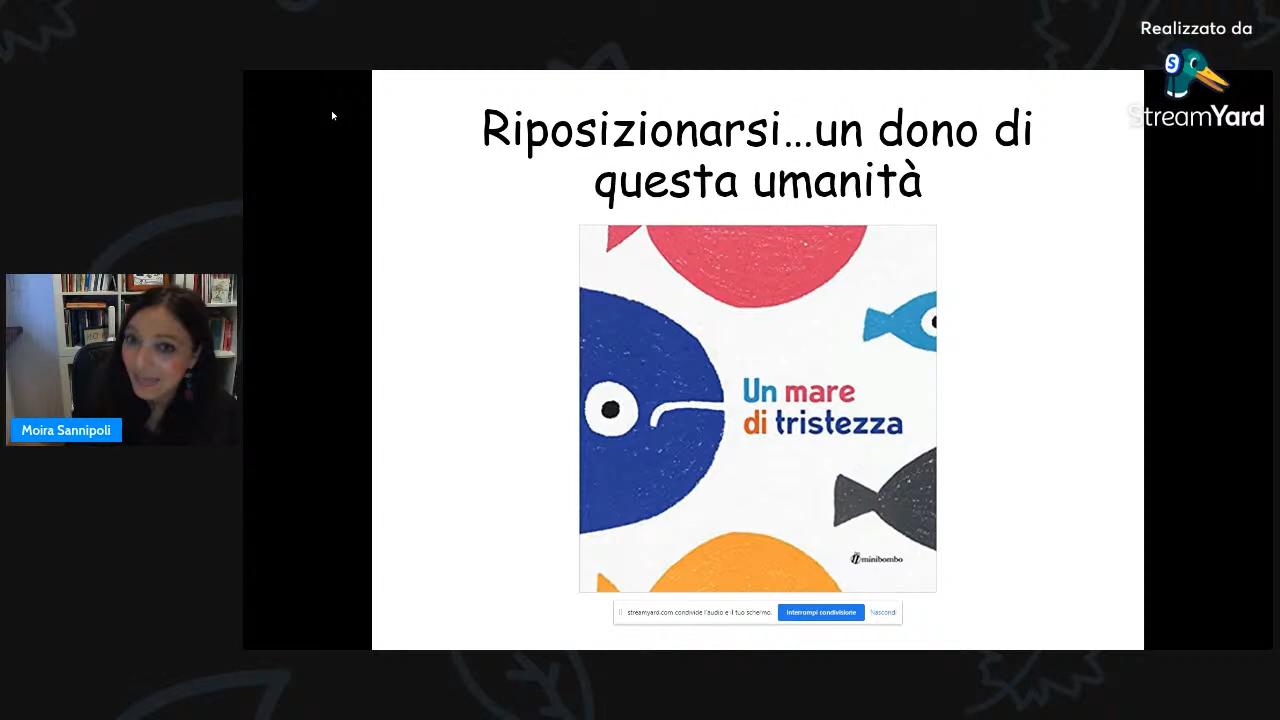 Realizzato da
StreamYard
Riposizionarsi...un dono di
questa umanità
Un mare
di tristezza
minibombo
Moira Sannipoli
streamyard.com condivide l'audio e il tuo schermo.
Interrompi condivisione
Nascondi